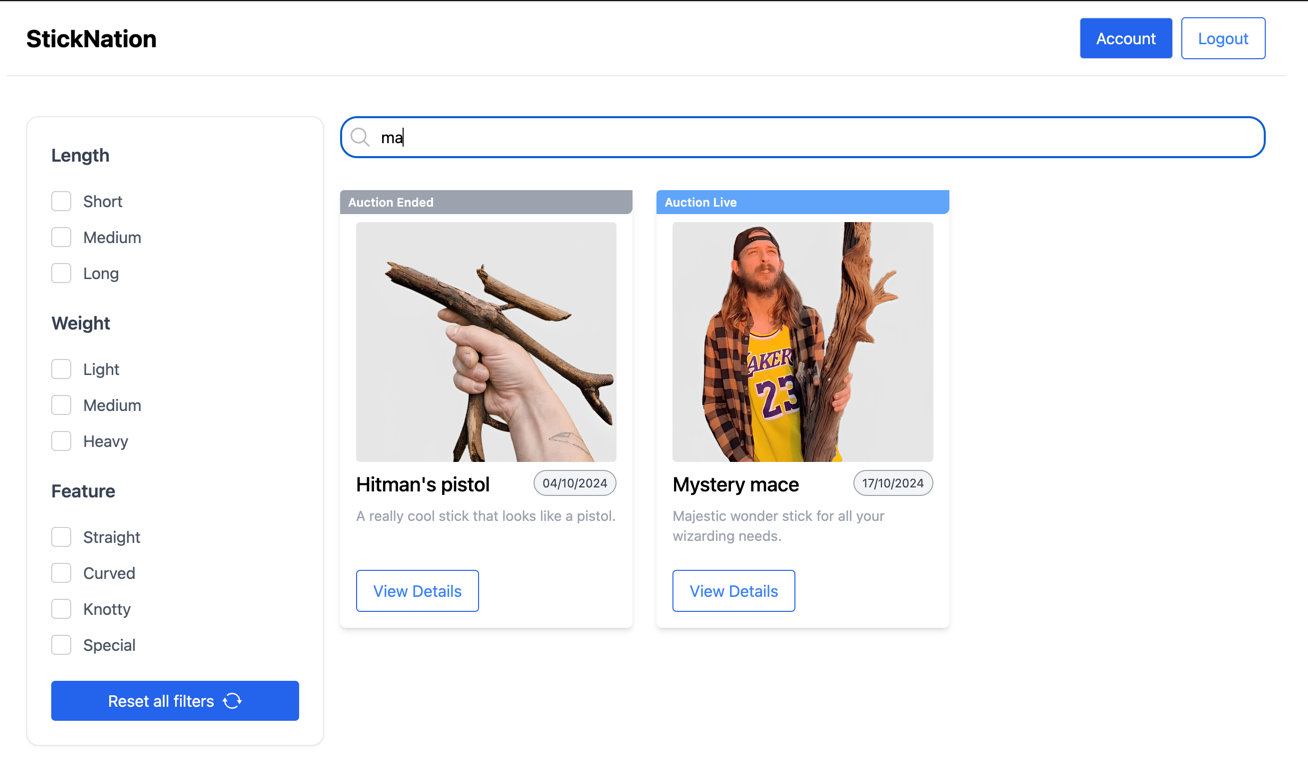 StickNation
Account
Logout
Length
Short
Medium
Long
Weight
Light
Medium
Heavy
Feature
Straight
Curved
Knotty
Special
Reset all filters
ma
Auction Ended
Hitman's pistol
04/10/2024
A really cool stick that looks like a pistol.
View Details
Auction Live
AKER
23
Mystery mace
17/10/2024
Majestic wonder stick for all your
wizarding needs.
View Details